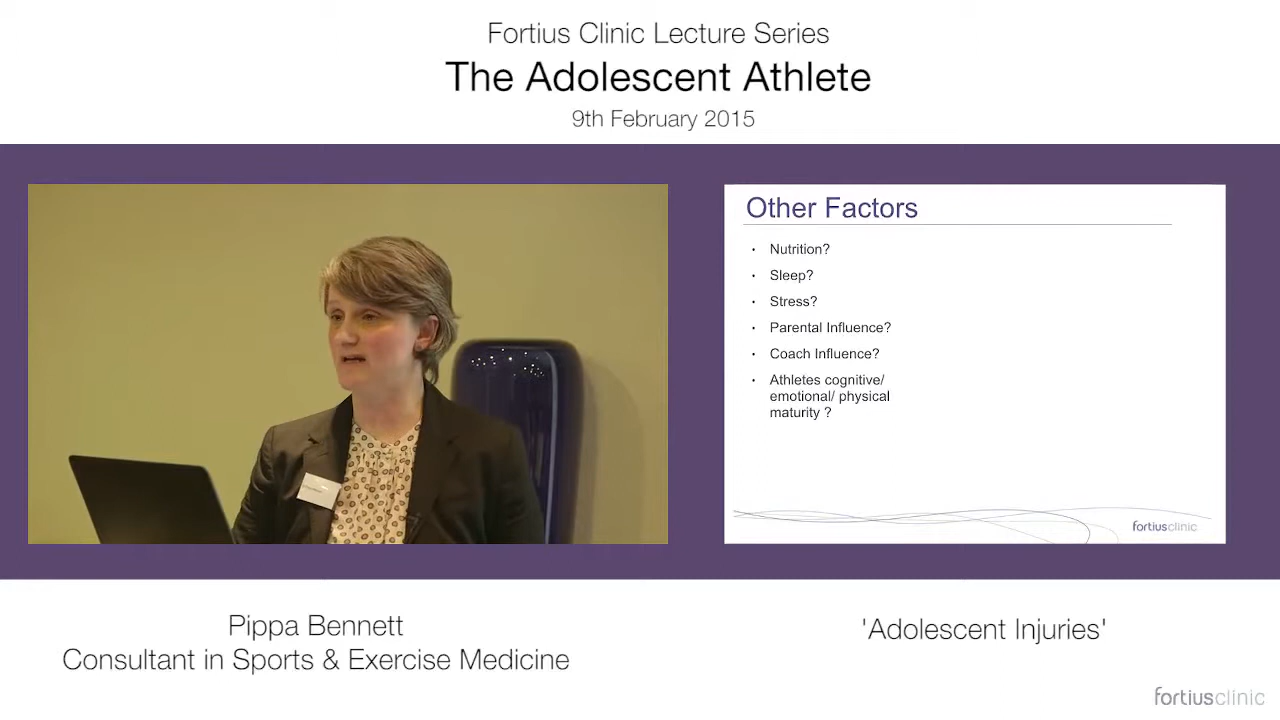 Fortius Clinic Lecture Series
The Adolescent Athlete
9th February 2015
Other Factors
• Nutrition?
• Sleep?
• Stress?
• Parental Influence?
• Coach Influence?
• Athletes cognitive/
emotional/ physical
maturity ?
fortiusclinic
Pippa Bennett
Consultant in Sports & Exercise Medicine
'Adolescent Injuries'
fortiusclinic